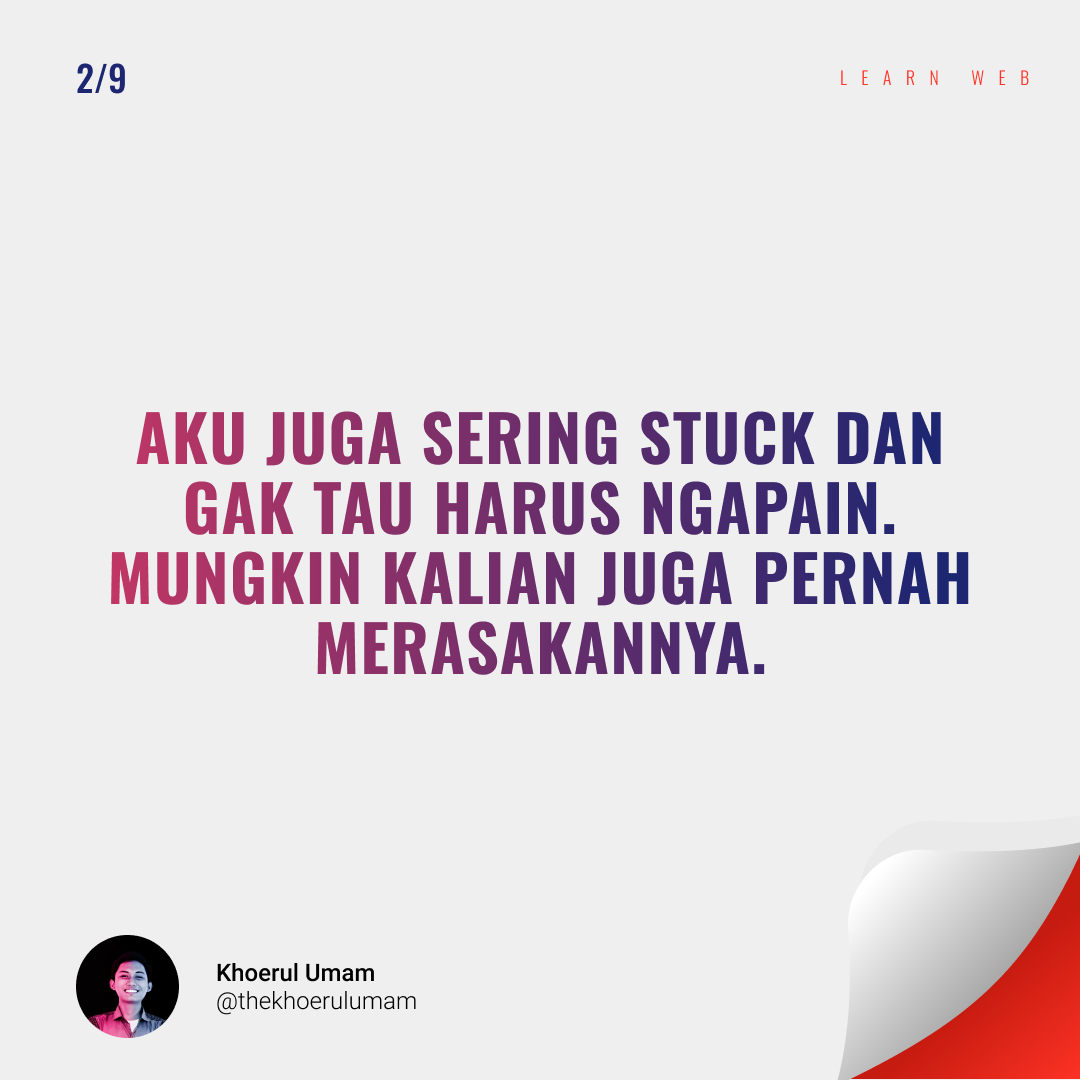 2/9
LEARN WEB
AKU JUGA SERING STUCK DAN
GAK TAU HARUS NGAPAIN.
MUNGKIN KALIAN JUGA PERNAH
MERASAKANNYA.
Khoerul Umam
@thekhoerulumam